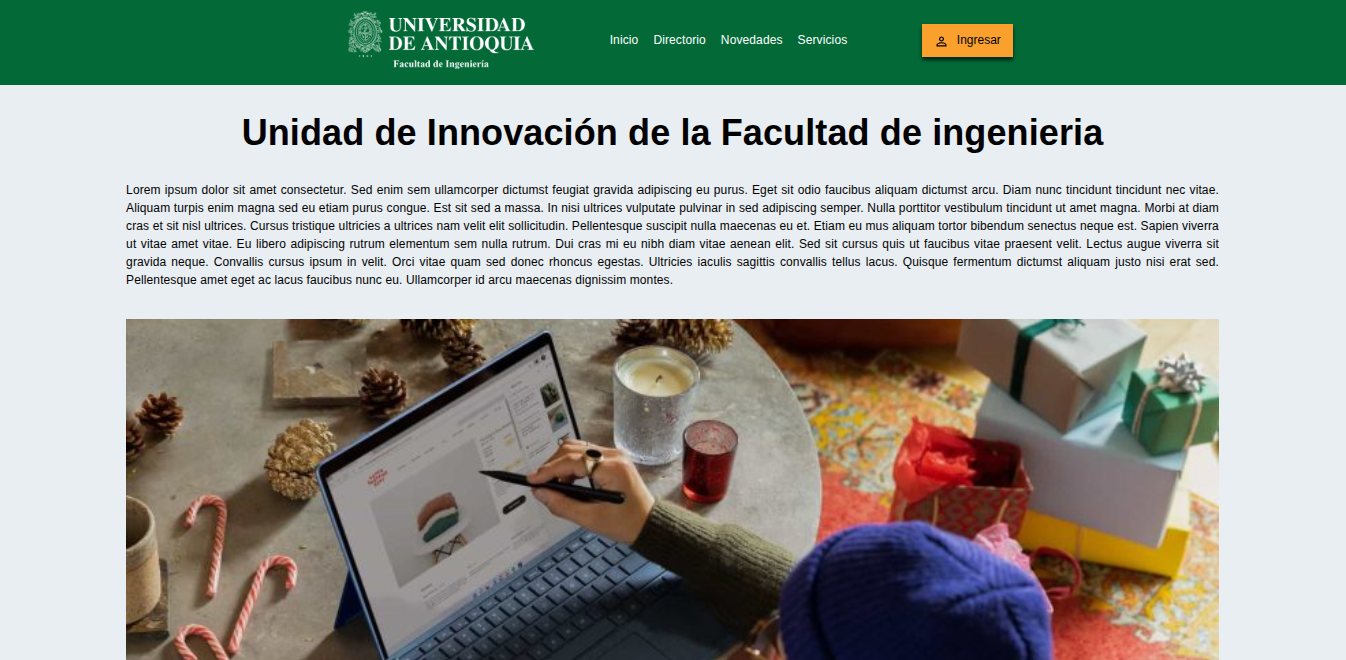 UNIVERSIDAD
DE ANTIOQUIA
1803
Facultad de Ingeniería
Inicio Directorio Novedades Servicios
Ingresar
Unidad de Innovación de la Facultad de ingenieria
Lorem ipsum dolor sit amet consectetur. Sed enim sem ullamcorper dictumst feugiat gravida adipiscing eu purus. Eget sit odio faucibus aliquam dictumst arcu. Diam nunc tincidunt tincidunt nec vitae.
Aliquam turpis enim magna sed eu etiam purus congue. Est sit sed a massa. In nisi ultrices vulputate pulvinar in sed adipiscing semper. Nulla porttitor vestibulum tincidunt ut amet magna. Morbi at diam
cras et sit nisl ultrices. Cursus tristique ultricies a ultrices nam velit elit sollicitudin. Pellentesque suscipit nulla maecenas eu et. Etiam eu mus aliquam tortor bibendum senectus neque est. Sapien viverra
ut vitae amet vitae. Eu libero adipiscing rutrum elementum sem nulla rutrum. Dui cras mi eu nibh diam vitae aenean elit. Sed sit cursus quis ut faucibus vitae praesent velit. Lectus augue viverra sit
gravida neque. Convallis cursus ipsum in velit. Orci vitae quam sed donec rhoncus egestas. Ultricies iaculis sagittis convallis tellus lacus. Quisque fermentum dictumst aliquam justo nisi erat sed.
Pellentesque amet eget ac lacus faucibus nunc eu. Ullamcorper id arcu maecenas dignissim montes.